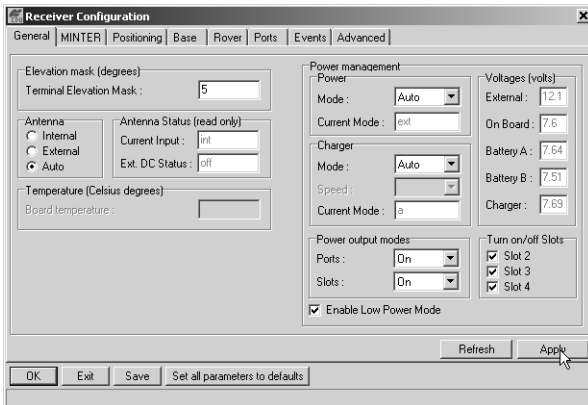 Receiver Configuration
General MINTER Positioning Base Rover Ports Events Advanced
Elevation mask (degrees)
Terminal Elevation Mask : 5
Antenna
Internal
External
Auto
Antenna Status (read only)
Current Input : int
Ext. DC Status : off
Temperature (Celsius degrees)
Board temperature :
Power management
Power
Mode : Auto
Current Mode : ext
Charger
Mode : Auto
Speed :
Current Mode : a
Power output modes
Ports : On
Slots : On
Enable Low Power Mode
Voltages (volts)
External : 12.1
On Board : 7.6
Battery A : 7.64
Battery B : 7.51
Charger : 7.69
Turn on/off Slots
Slot 2
Slot 3
Slot 4
Refresh Apply
OK Exit Save Set all parameters to defaults